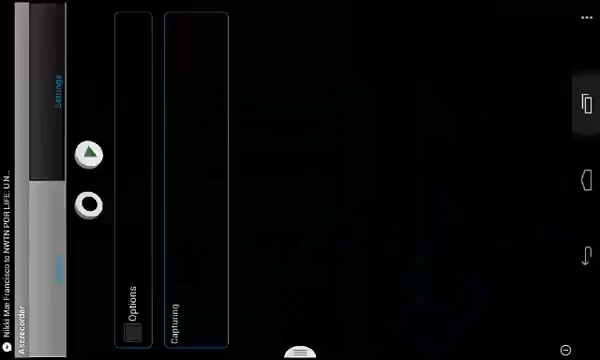 Nikki Mae Francisco to NWTN POR LIFE: U N...
Ascrecorder
Settings
Options
Capturing